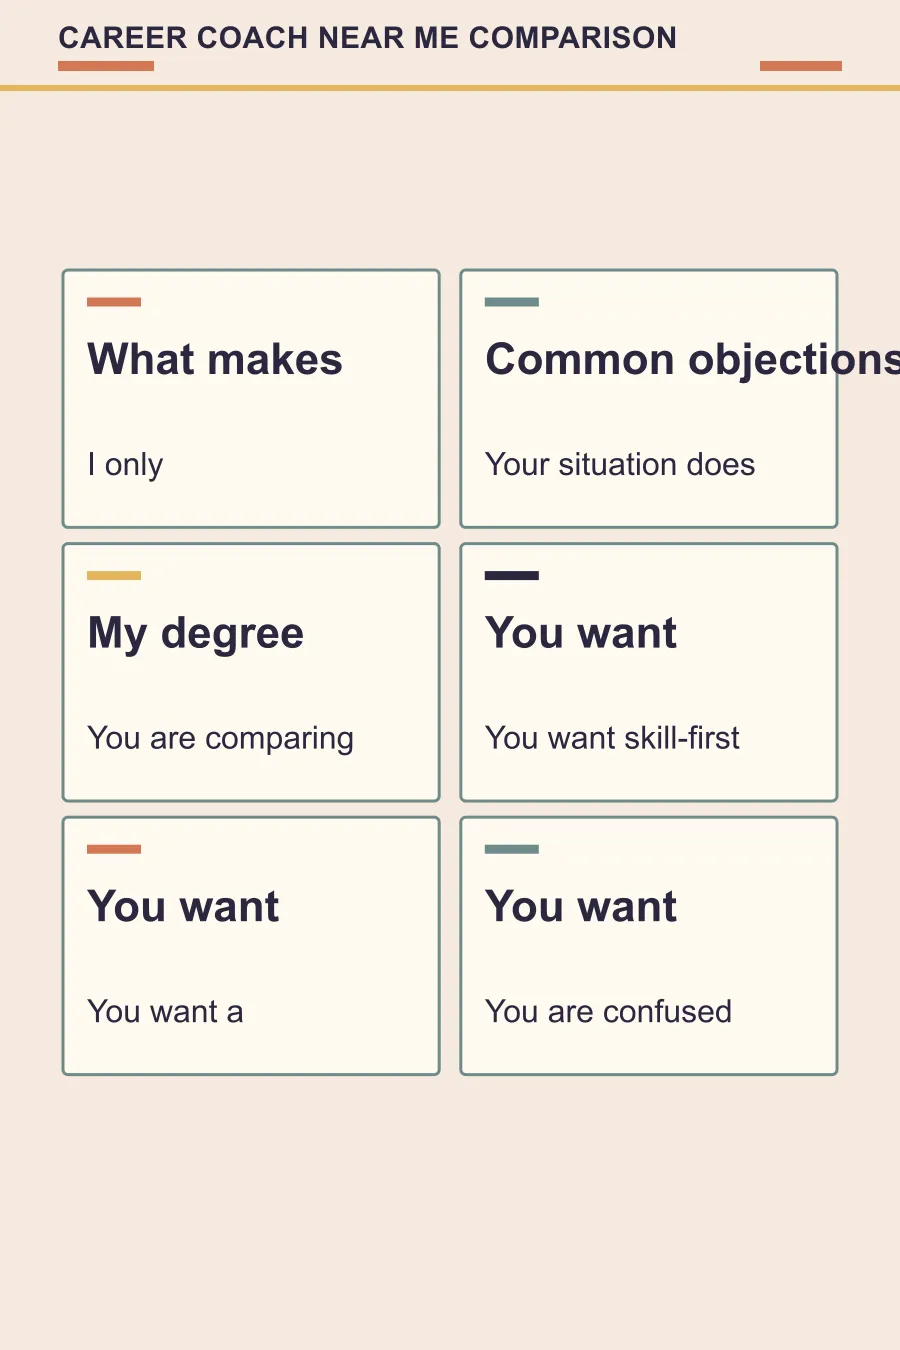 CAREER COACH NEAR ME COMPARISON
What makes
I only
Common objections
Your situation does
My degree
You are comparing
You want
You want skill-first
You want
You want a
You want
You are confused